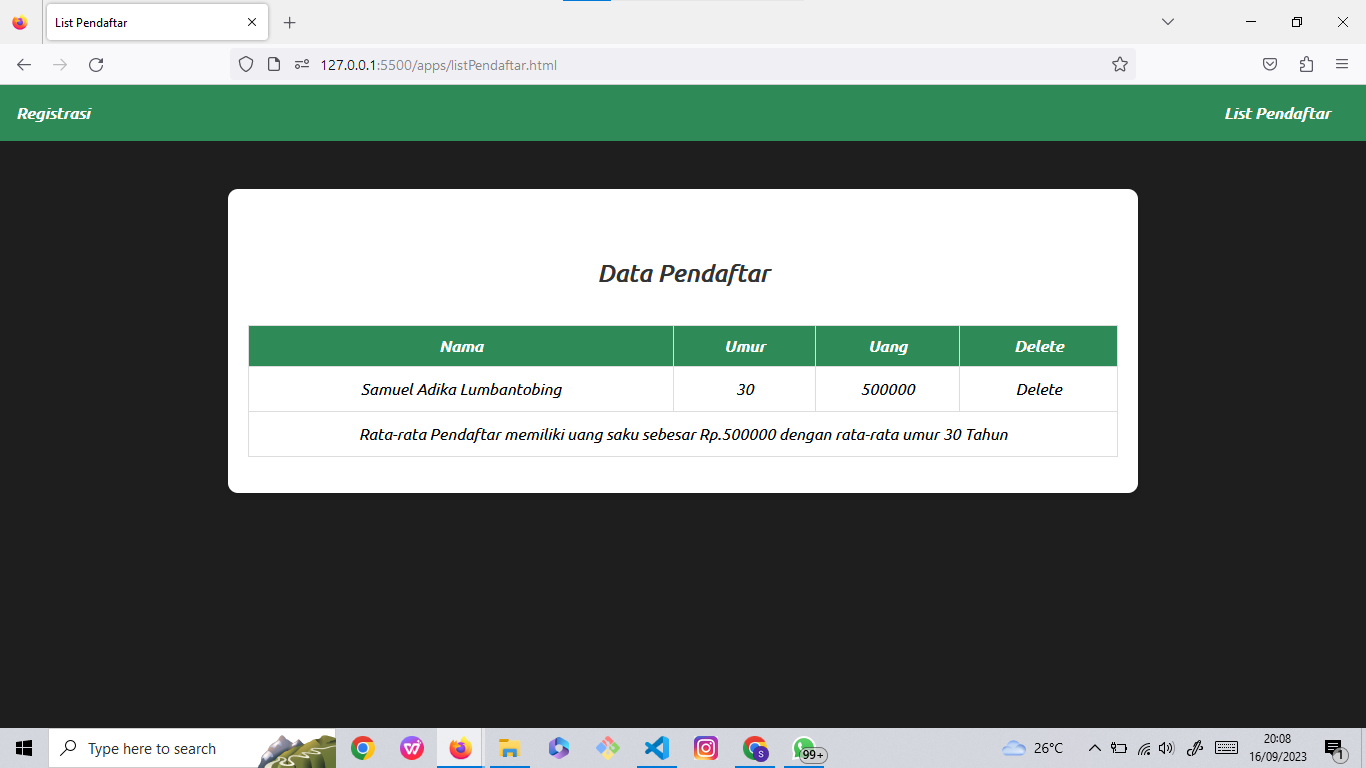 List Pendaftar
127.0.0.1:5500/apps/listPendaftar.html
Registrasi
List Pendaftar
Data Pendaftar
Nama Umur Uang Delete
Samuel Adika Lumbantobing 30 500000 Delete
Rata-rata Pendaftar memiliki uang saku sebesar Rp.500000 dengan rata-rata umur 30 Tahun
Type here to search
S
99+
26°C
20:08
16/09/2023
1